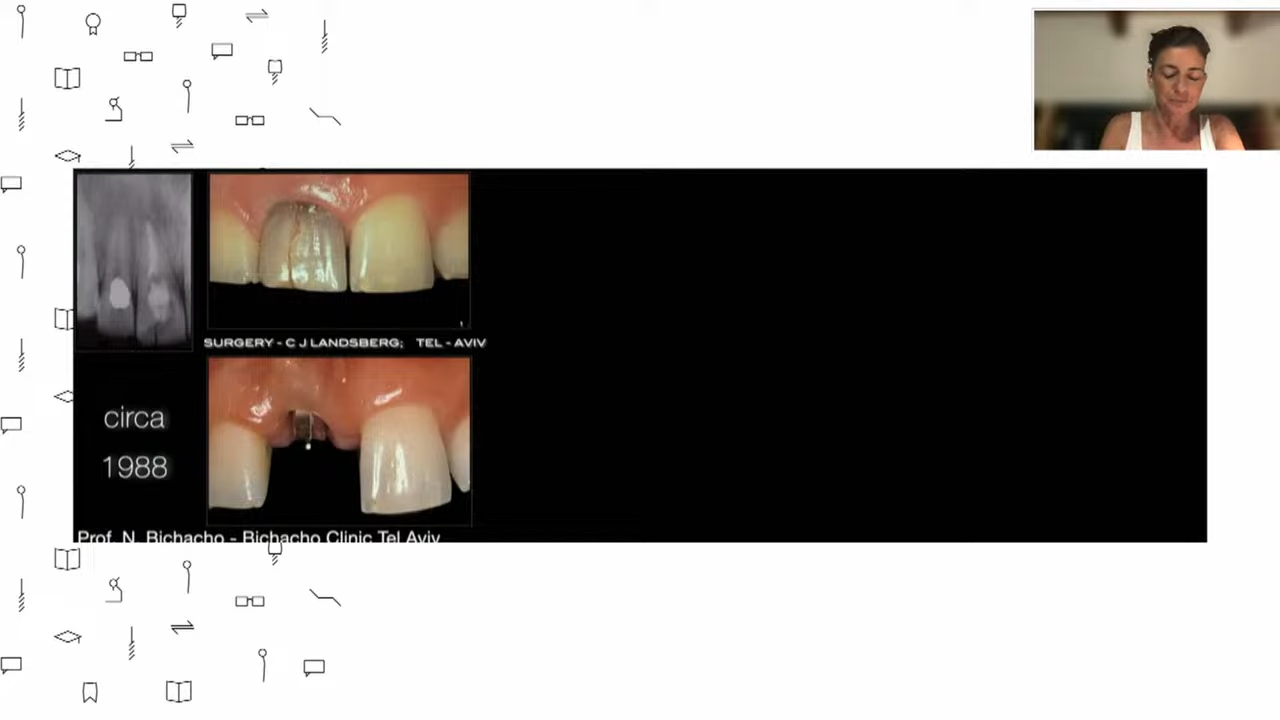 SURGERY - C J LANDSBERG; TEL - AVIV
circa
1988
Prof. N. Bichacho - Bichacho Clinic Tel Aviv